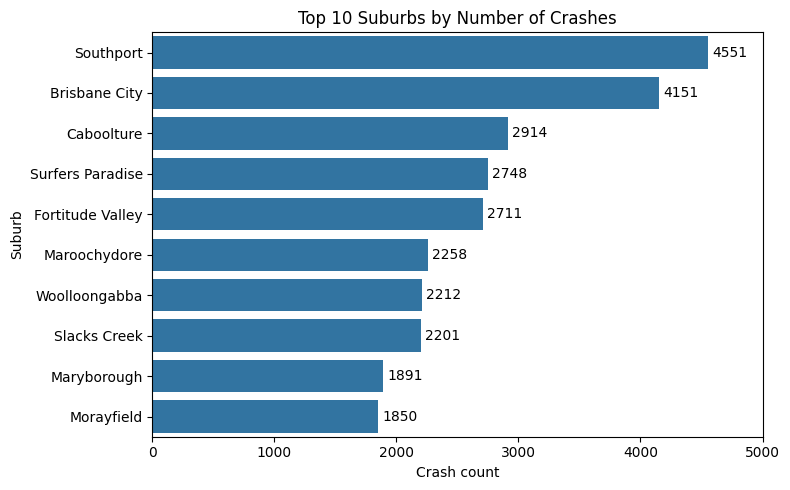 Top 10 Suburbs by Number of Crashes
Suburb
Southport 4551
Brisbane City 4151
Caboolture 2914
Surfers Paradise 2748
Fortitude Valley 2711
Maroochydore 2258
Woolloongabba 2212
Slacks Creek 2201
Maryborough 1891
Morayfield 1850
0 1000 2000 3000 4000 5000
Crash count